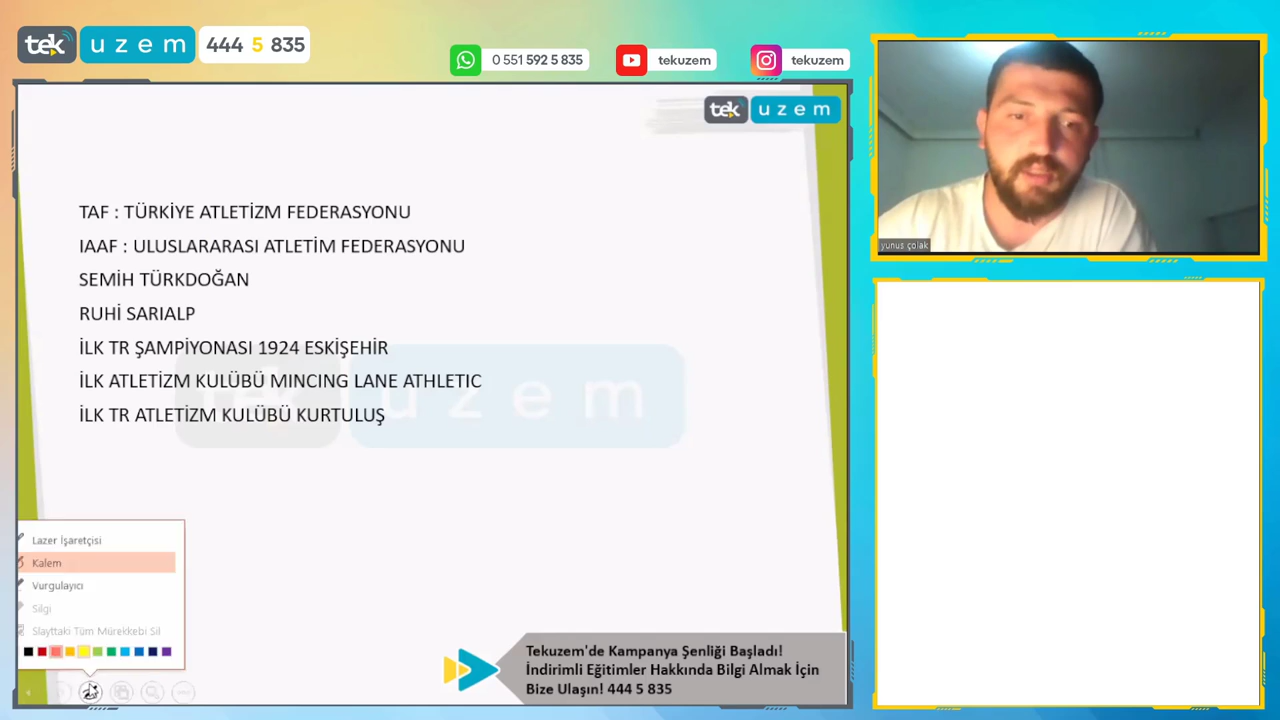 tek uzem 444 5 835
0 551 592 5 835
tekuzem
tekuzem
tek uzem
TAF : TÜRKİYE ATLETİZM FEDERASYONU
IAAF : ULUSLARARASI ATLETİM FEDERASYONU
SEMİH TÜRKDOĞAN
RUHİ SARIALP
İLK TR ŞAMPİYONASI 1924 ESKİŞEHİR
İLK ATLETİZM KULÜBÜ MINCING LANE ATHLETIC
İLK TR ATLETİZM KULÜBÜ KURTULUŞ
tek uzem
Lazer İşaretçisi
Kalem
Vurgulayıcı
Silgi
Slayttaki Tüm Mürekkebi Sil
Tekuzem'de Kampanya Şenliği Başladı!
İndirimli Eğitimler Hakkında Bilgi Almak İçin
Bize Ulaşın! 444 5 835
yunus çolak